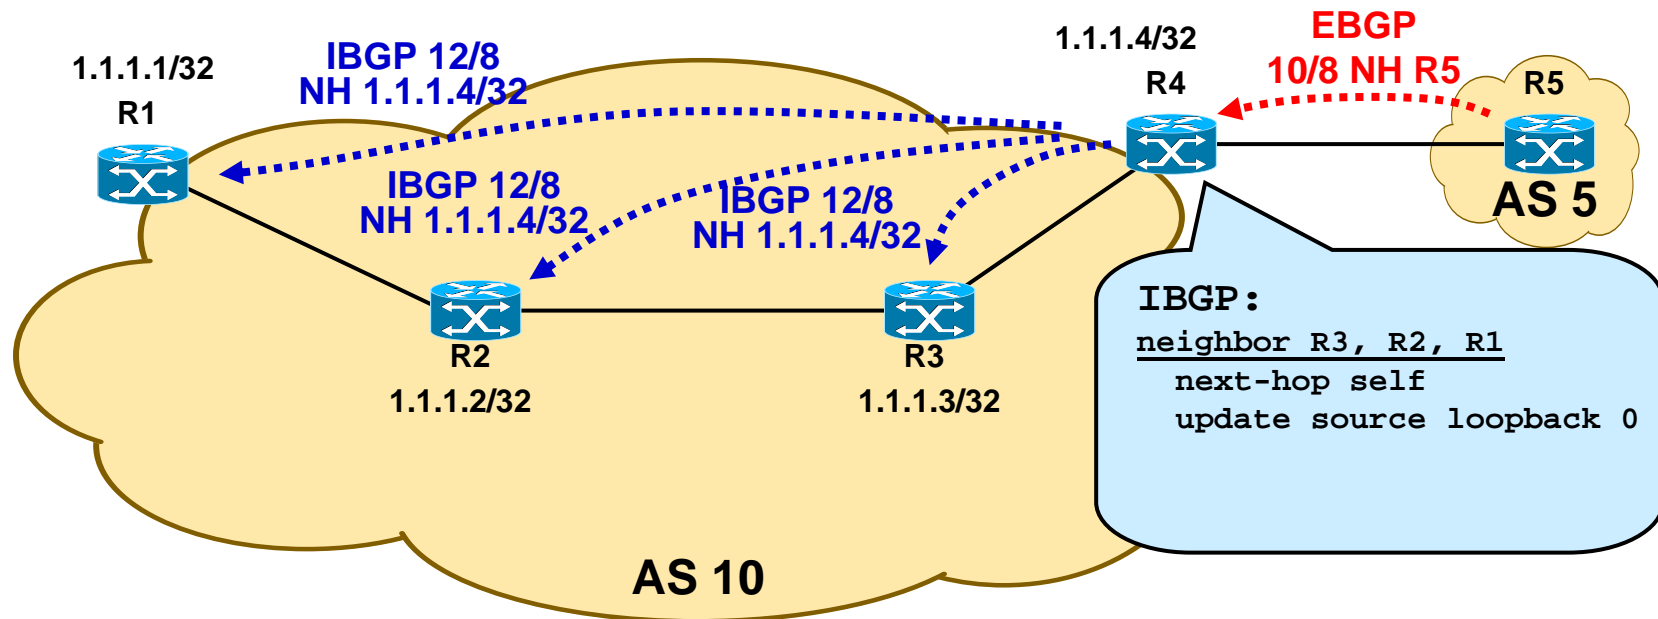 1.1.1.1/32
R1
IBGP 12/8
NH 1.1.1.4/32
IBGP 12/8
NH 1.1.1.4/32
IBGP 12/8
NH 1.1.1.4/32
1.1.1.4/32
R4
EBGP
10/8 NH R5
R5
AS 5
R2
1.1.1.2/32
R3
1.1.1.3/32
IBGP:
neighbor R3, R2, R1
next-hop self
update source loopback 0
AS 10